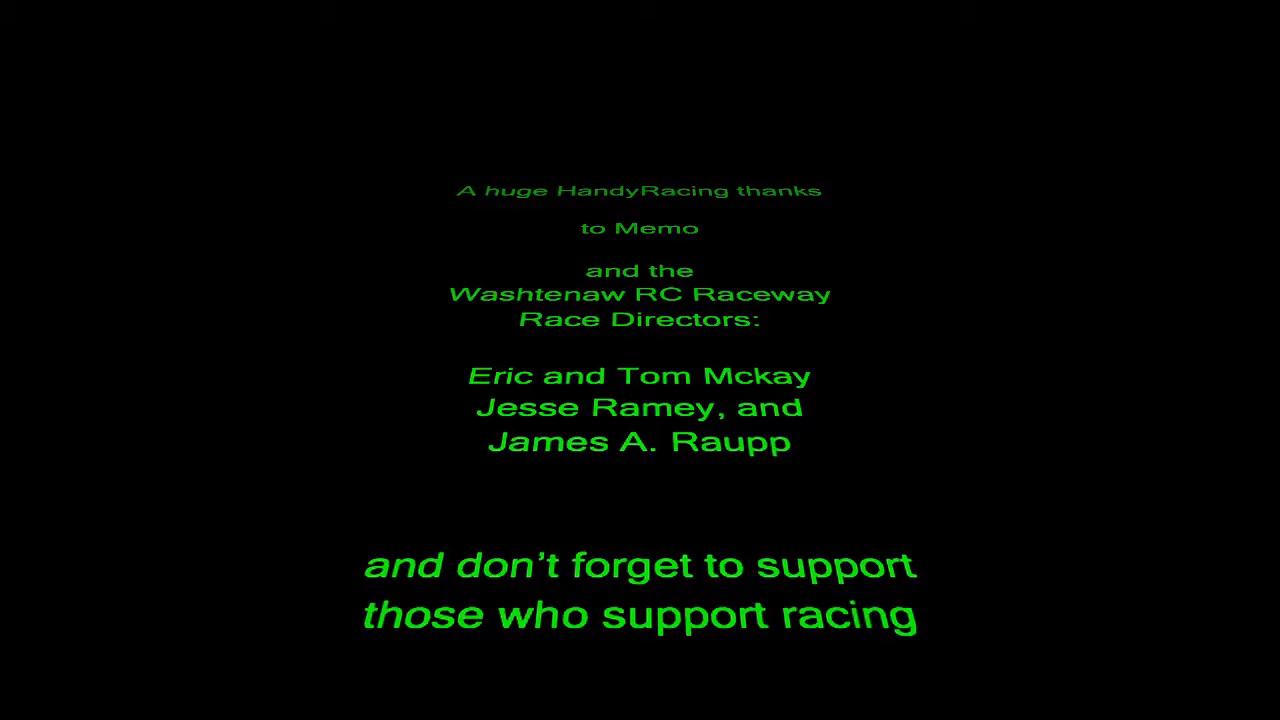 A huge HandyRacing thanks
to Memo
and the
Washtenaw RC Raceway
Race Directors:
Eric and Tom Mckay
Jesse Ramey, and
James A. Raupp
and don’t forget to support
those who support racing